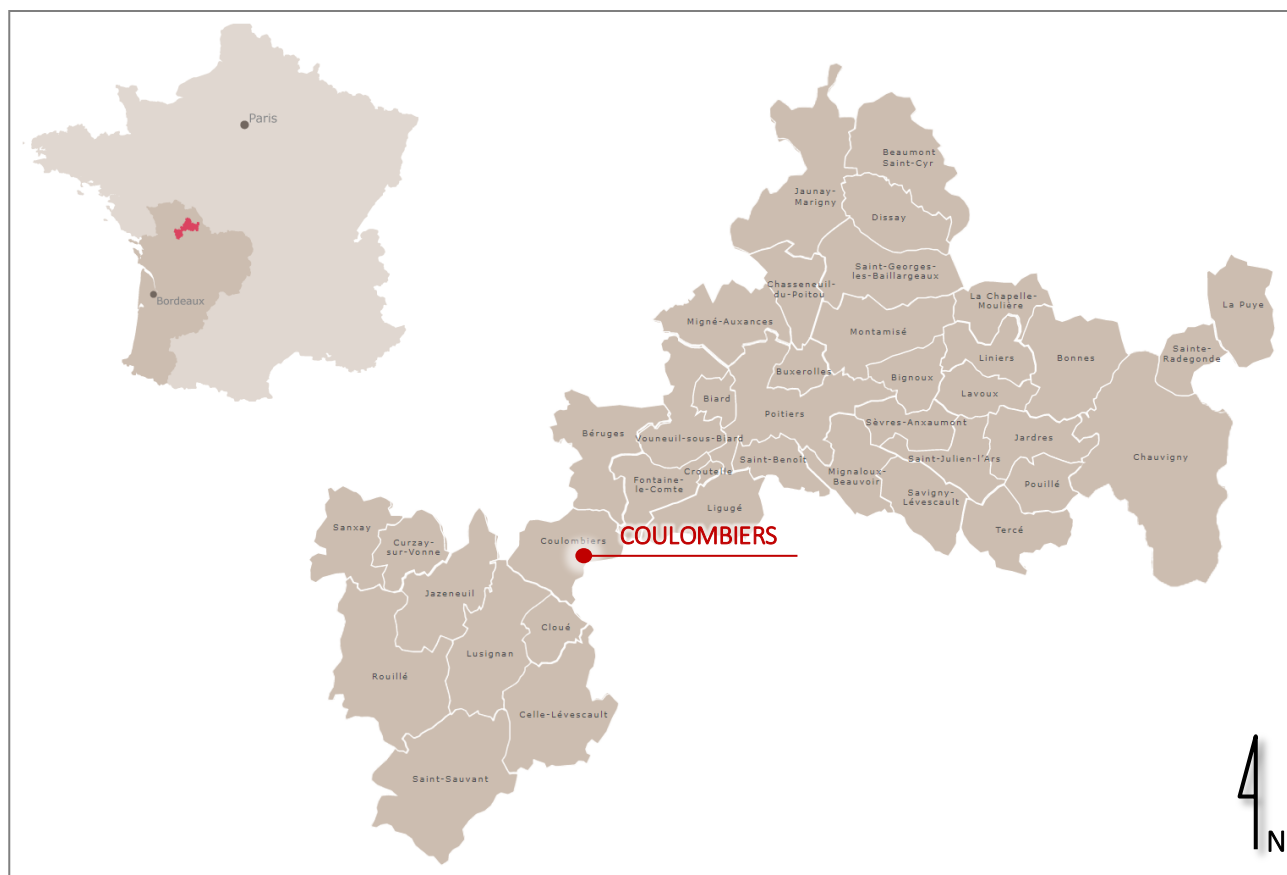 Paris
Bordeaux
Beaumont
Saint-Cyr
Jaunay-
Marigny
Dissay
Saint-Georges-
les-Baillargeaux
Chasseneuil-
du-Poitou
La Chapelle-
Moulière
La Puye
Migné-Auxances
Montamisé
Sainte-
Radegonde
Liniers
Bonnes
Buxerolles
Bignoux
Lavoux
Biard
Poitiers
Sèvres-Anxaumont
Béruges
Vouneuil-sous-Biard
Jardres
Chauvigny
Saint-Benoît
Saint-Julien-l'Ars
Croutelle
Mignaloux-
Beauvoir
Fontaine-
le-Comte
Pouillé
Savigny-
Lévescault
Ligugé
Tercé
Sanxay
Coulombiers
COULOMBIERS
Curzay-
sur-Vonne
Jazeneuil
Cloué
Lusignan
Rouillé
Celle-Lévescault
Saint-Sauvant
N